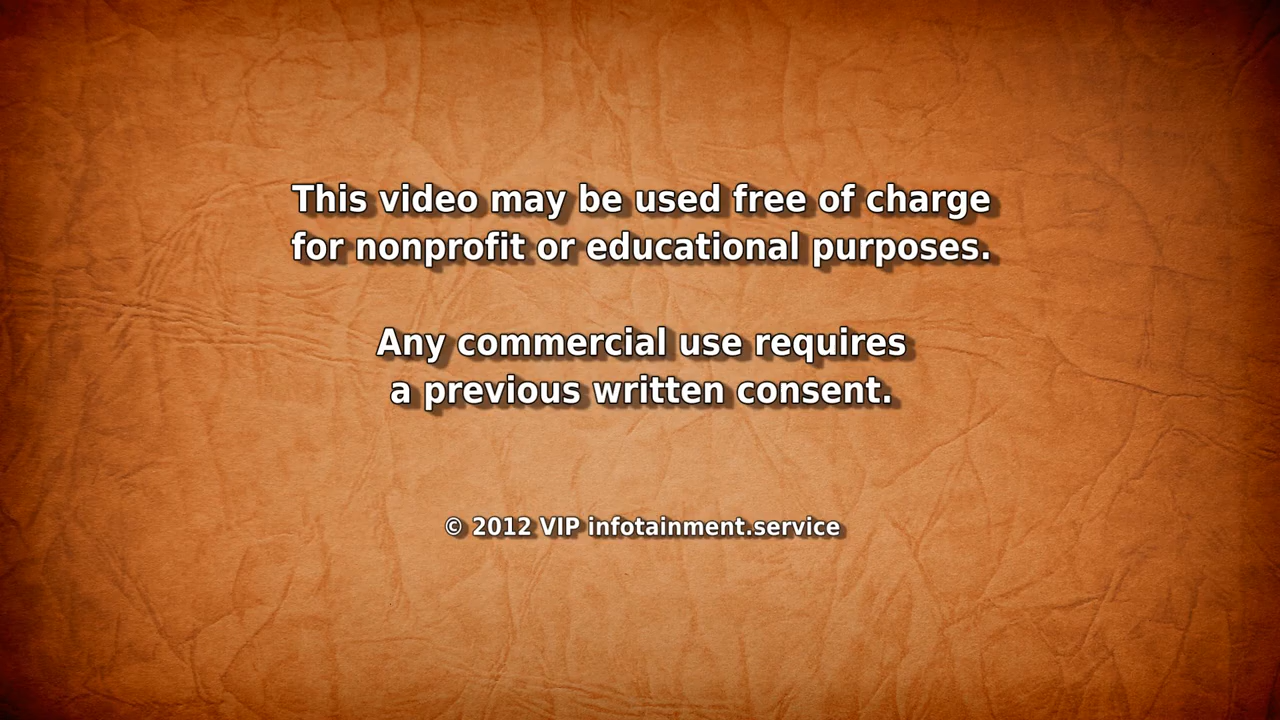 This video may be used free of charge
for nonprofit or educational purposes.
Any commercial use requires
a previous written consent.
© 2012 VIP infotainment.service